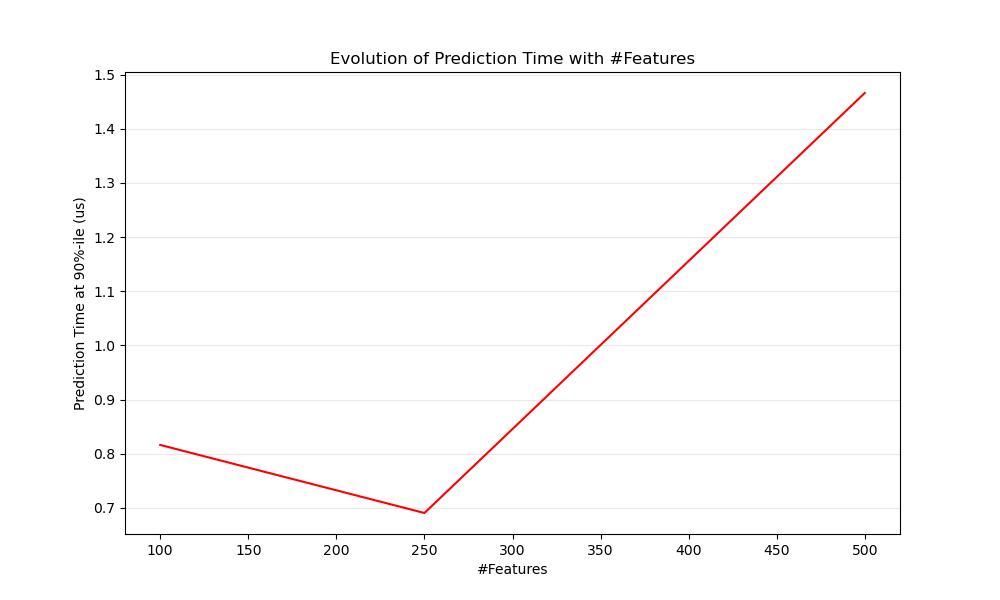 Evolution of Prediction Time with #Features
Prediction Time at 90%-ile (us)
1.5
1.4
1.3
1.2
1.1
1.0
0.9
0.8
0.7
100 150 200 250 300 350 400 450 500
#Features